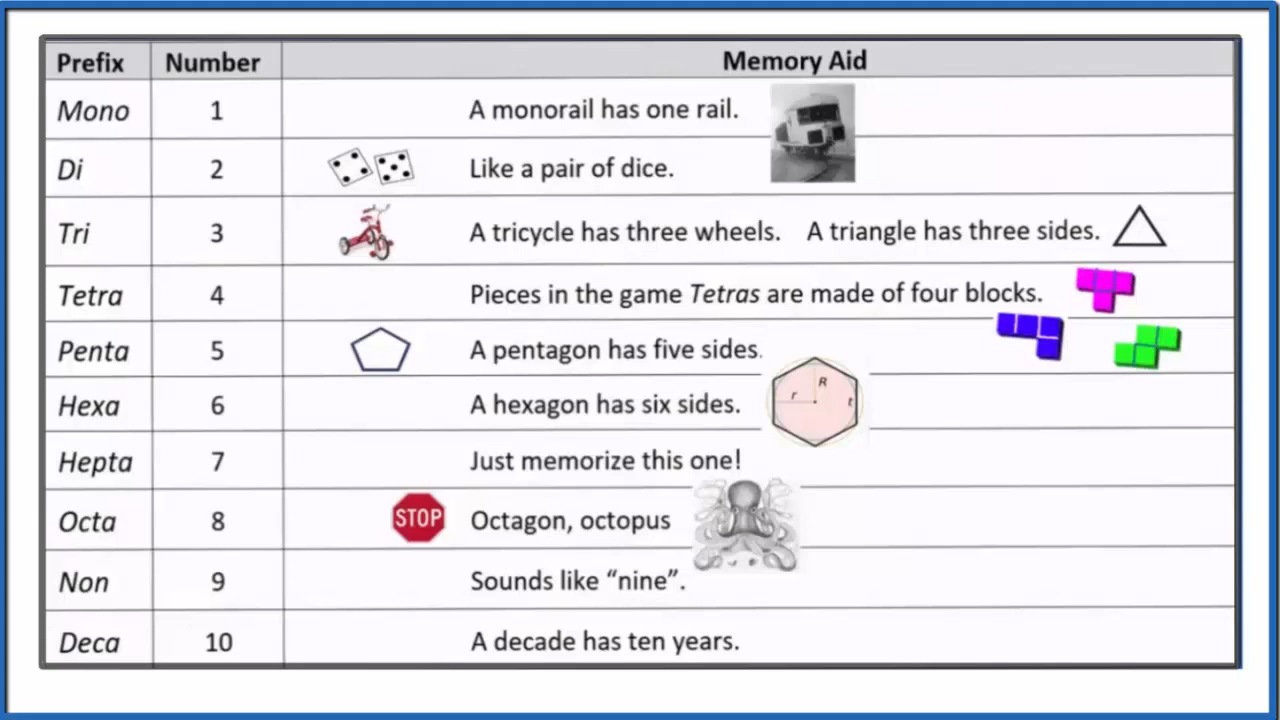 Prefix Number Memory Aid
Mono 1 A monorail has one rail.
Di 2 Like a pair of dice.
Tri 3 A tricycle has three wheels. A triangle has three sides.
Tetra 4 Pieces in the game Tetras are made of four blocks.
Penta 5 A pentagon has five sides.
Hexa 6 A hexagon has six sides.
R
r
t
Hepta 7 Just memorize this one!
Octa 8 STOP Octagon, octopus
Non 9 Sounds like “nine”.
Deca 10 A decade has ten years.